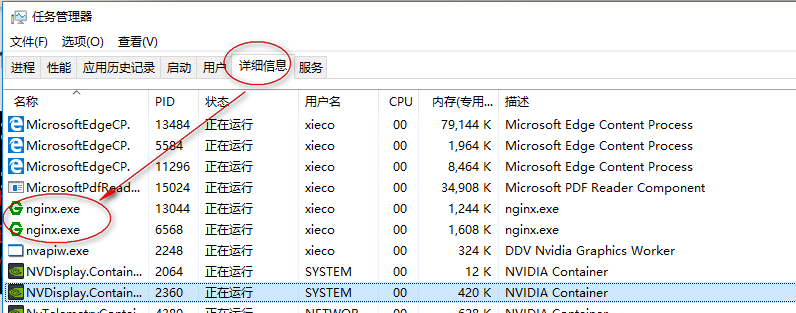 任务管理器
文件(F) 选项(O) 查看(V)
进程 性能 应用历史记录 启动 用户 详细信息 服务
名称 PID 状态 用户名 CPU 内存(专用... 描述
MicrosoftEdgeCP. 13484 正在运行 xieco 00 79,144 K Microsoft Edge Content Process
MicrosoftEdgeCP. 5584 正在运行 xieco 00 1,964 K Microsoft Edge Content Process
MicrosoftEdgeCP. 11296 正在运行 xieco 00 8,464 K Microsoft Edge Content Process
MicrosoftPdfRead... 15024 正在运行 xieco 00 34,908 K Microsoft PDF Reader Component
nginx.exe 13044 正在运行 xieco 00 1,244 K nginx.exe
nginx.exe 6568 正在运行 xieco 00 1,608 K nginx.exe
nvapiw.exe 2248 正在运行 xieco 00 324 K DDV Nvidia Graphics Worker
NVDisplay.Contain... 2064 正在运行 SYSTEM 00 12 K NVIDIA Container
NVDisplay.Contain... 2360 正在运行 SYSTEM 00 420 K NVIDIA Container
正在运行 00 NVIDIA Container